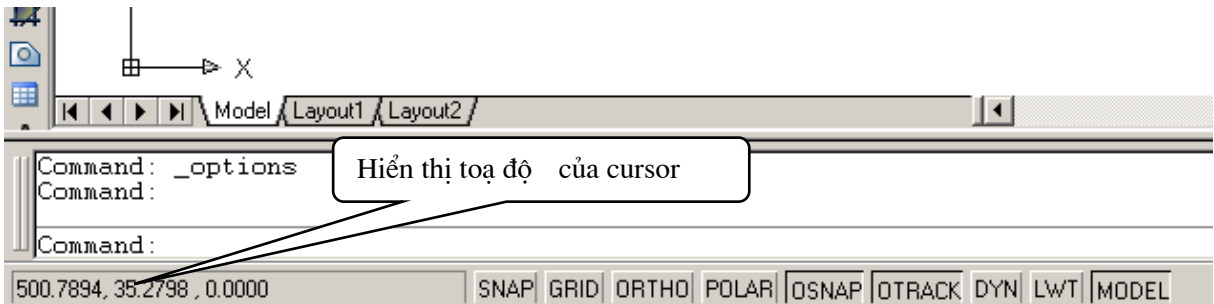 X
Model Layout1 Layout2
Command: _options
Command:
Hiển thị toạ độ của cursor
Command:
500.7894, 35.2798 , 0.0000 SNAP GRID ORTHO POLAR OSNAP OTRACK DYN LWT MODEL